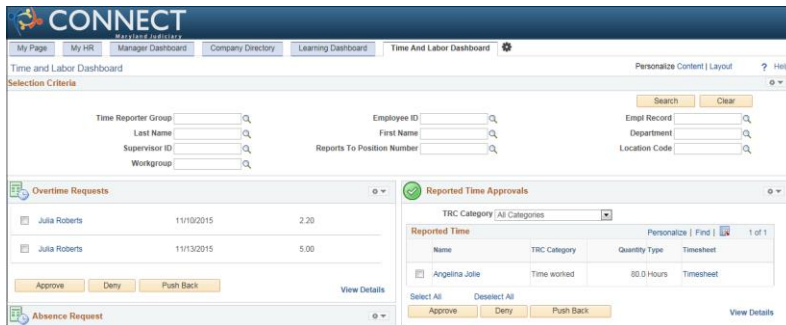 CONNECT
Maryland Judiciary
My Page My HR Manager Dashboard Company Directory Learning Dashboard Time And Labor Dashboard
Time and Labor Dashboard Personalize Content | Layout ? Hel
Selection Criteria
Search Clear
Time Reporter Group Employee ID Empl Record
Last Name First Name Department
Supervisor ID Reports To Position Number Location Code
Workgroup
Overtime Requests
Julia Roberts 11/10/2015 2.20
Julia Roberts 11/13/2015 5.00
Approve Deny Push Back
View Details
Absence Request
Reported Time Approvals
TRC Category All Categories
Reported Time Personalize | Find | 1 of 1
Name TRC Category Quantity Type Timesheet
Angelina Jolie Time worked 80.0 Hours Timesheet
Select All Deselect All
Approve Deny Push Back
View Details